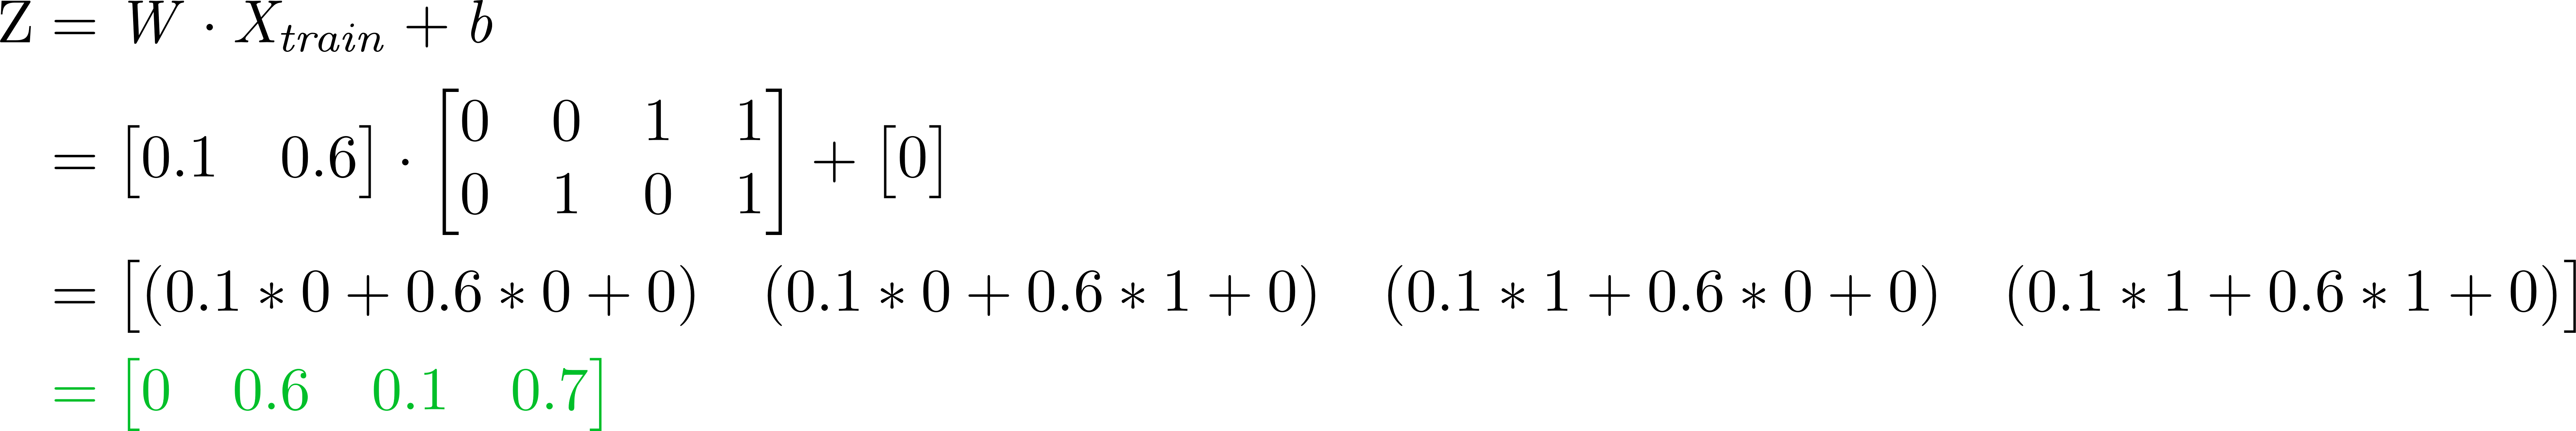 Z = W · X_train + b
= [0.1 0.6] · [0 0 1 1
0 1 0 1] + [0]
= [(0.1 * 0 + 0.6 * 0 + 0) (0.1 * 0 + 0.6 * 1 + 0) (0.1 * 1 + 0.6 * 0 + 0) (0.1 * 1 + 0.6 * 1 + 0)]
= [0 0.6 0.1 0.7]